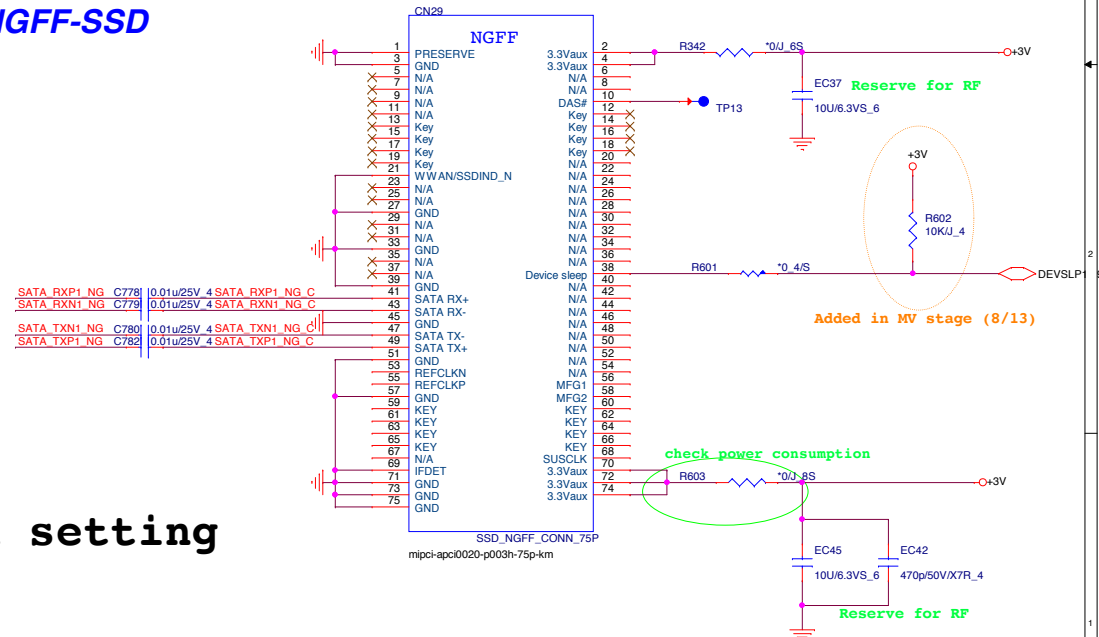 NGFF-SSD
CN29
NGFF
1 PRESERVE
3 GND
5 N/A
7 N/A
9 N/A
11 N/A
13 Key
15 Key
17 Key
19 Key
21 WWAN/SSDIND_N
23 N/A
25 N/A
27 GND
29 N/A
31 N/A
33 GND
35 N/A
37 N/A
39 GND
41 SATA RX+
43 SATA RX-
45 GND
47 SATA TX-
49 SATA TX+
51 GND
53 REFCLKN
55 REFCLKP
57 GND
59 KEY
61 KEY
63 KEY
65 KEY
67 N/A
69 IFDET
71 GND
73 GND
75 GND
3.3Vaux 2
3.3Vaux 4
N/A 6
N/A 8
DAS# 10
Key 12
Key 14
Key 16
Key 18
N/A 20
N/A 22
N/A 24
N/A 26
N/A 28
N/A 30
N/A 32
N/A 34
N/A 36
Device sleep 38
N/A 40
N/A 42
N/A 44
N/A 46
N/A 48
N/A 50
N/A 52
N/A 54
MFG1 56
MFG2 58
KEY 60
KEY 62
KEY 64
KEY 66
SUSCLK 68
3.3Vaux 70
3.3Vaux 72
3.3Vaux 74
SSD_NGFF_CONN_75P
mipci-apci0020-p003h-75p-km
SATA_RXP1_NG C778 0.01u/25V_4 SATA_RXP1_NG_C
SATA_RXN1_NG C779 0.01u/25V_4 SATA_RXN1_NG_C
SATA_TXN1_NG C780 0.01u/25V_4 SATA_TXN1_NG_C
SATA_TXP1_NG C782 0.01u/25V_4 SATA_TXP1_NG_C
setting
R342 *0/J_6S +3V
EC37 Reserve for RF
10U/6.3VS_6
TP13
+3V
R602
10K/J_4
R601 *0_4/S DEVSLP1
Added in MV stage (8/13)
check power consumption
R603 *0/J_8S +3V
EC45 EC42
10U/6.3VS_6 470p/50V/X7R_4
Reserve for RF
2
1